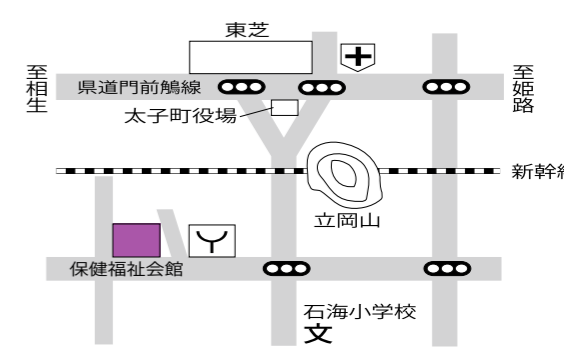 東芝
至相生
県道門前鵤線
至姫路
太子町役場
新幹線
立岡山
保健福祉会館
石海小学校
文